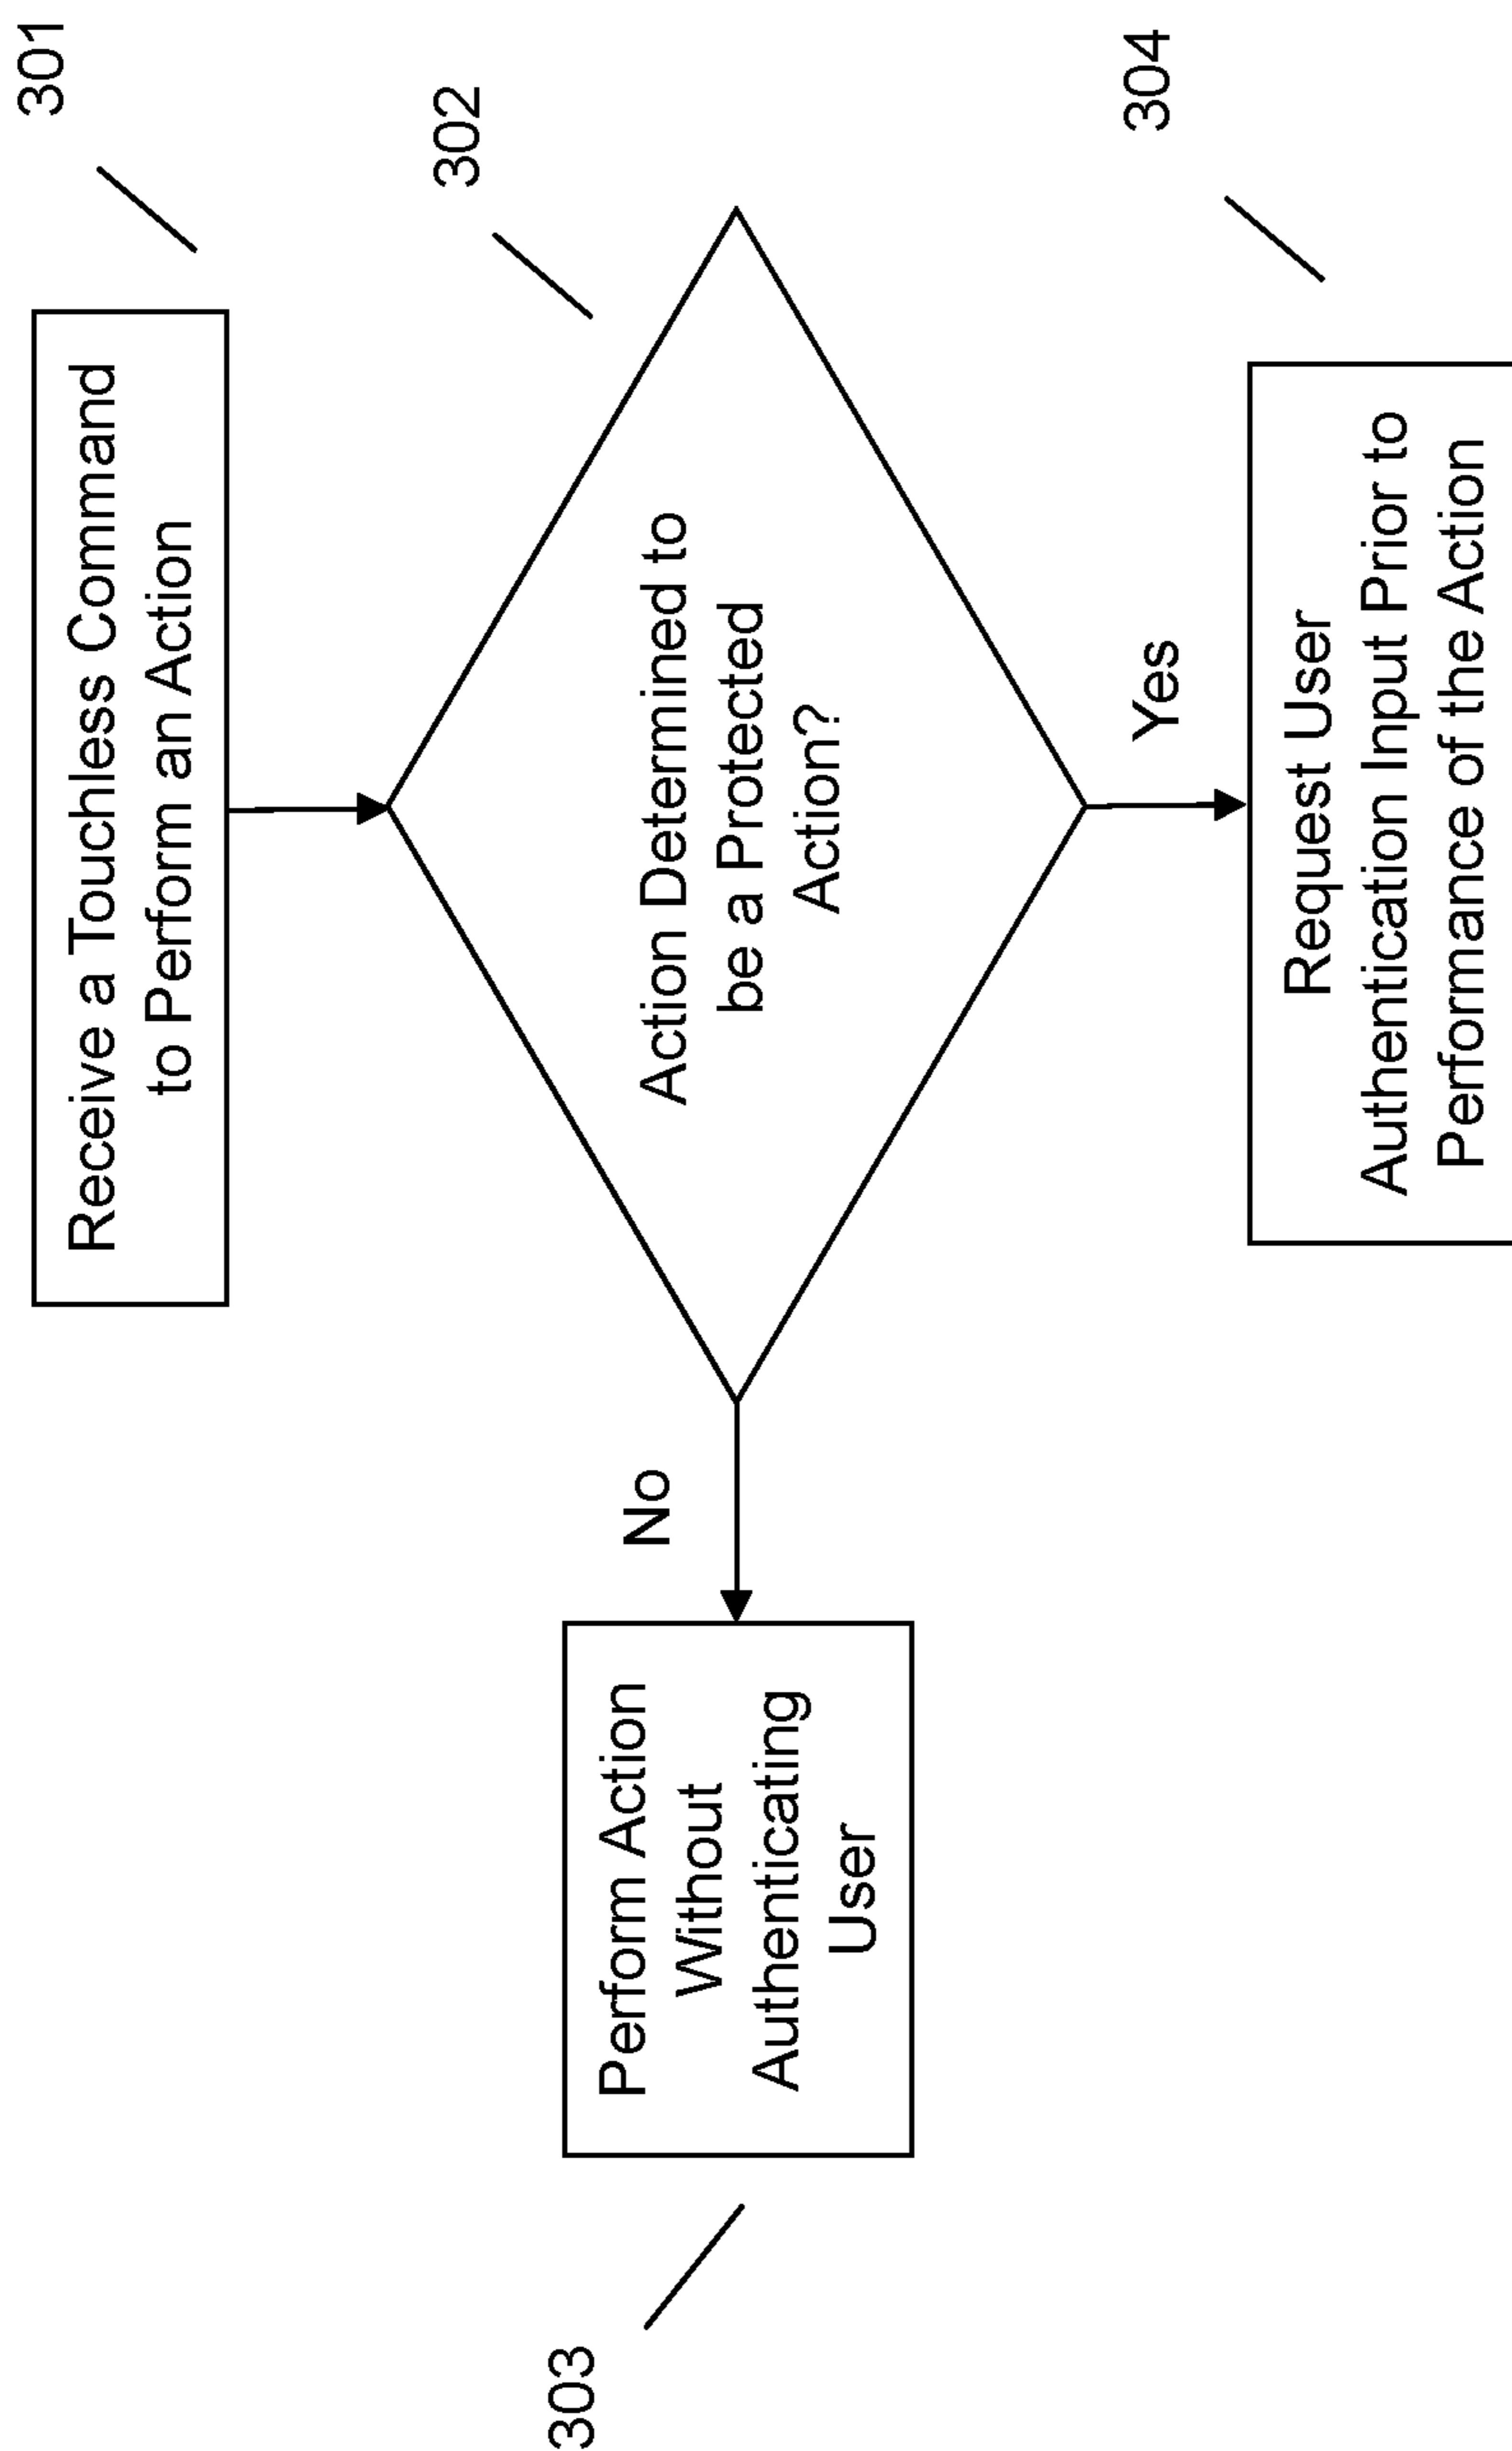 301
Receive a Touchless Command
to Perform an Action
302
Action Determined to
be a Protected
Action?
No
Yes
303
Perform Action
Without
Authenticating
User
304
Request User
Authentication Input Prior to
Performance of the Action